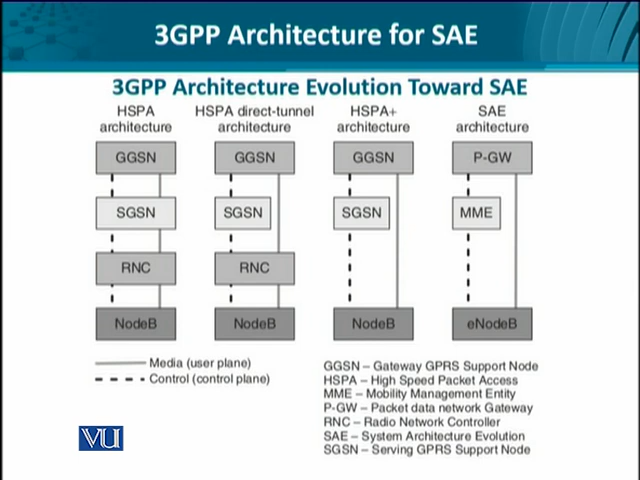 3GPP Architecture for SAE
3GPP Architecture Evolution Toward SAE
HSPA
architecture
HSPA direct-tunnel
architecture
HSPA+
architecture
SAE
architecture
GGSN
GGSN
GGSN
P-GW
SGSN
SGSN
SGSN
MME
RNC
RNC
NodeB
NodeB
NodeB
eNodeB
Media (user plane)
Control (control plane)
GGSN – Gateway GPRS Support Node
HSPA – High Speed Packet Access
MME – Mobility Management Entity
P-GW – Packet data network Gateway
RNC – Radio Network Controller
SAE – System Architecture Evolution
SGSN – Serving GPRS Support Node
VU